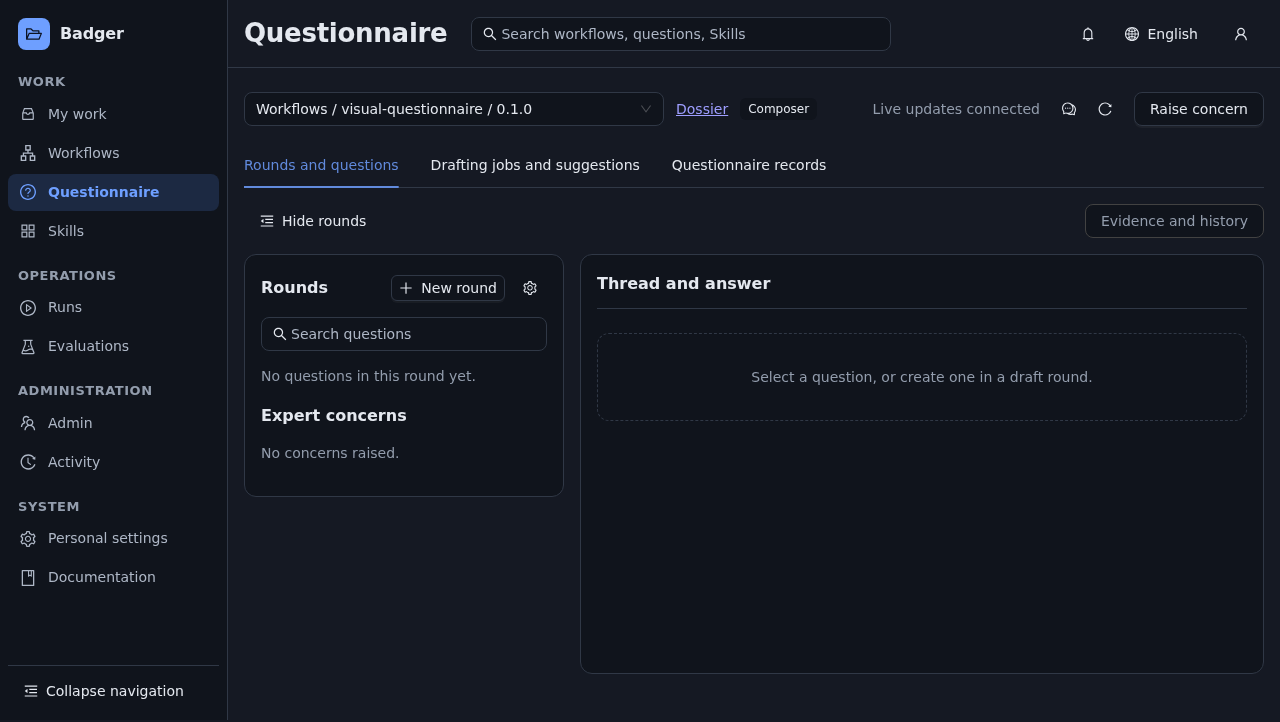 Badger
Questionnaire
Search workflows, questions, Skills
English
WORK
My work
Workflows
Questionnaire
Skills
OPERATIONS
Runs
Evaluations
ADMINISTRATION
Admin
Activity
SYSTEM
Personal settings
Documentation
Collapse navigation
Workflows / visual-questionnaire / 0.1.0
Dossier
Composer
Live updates connected
Raise concern
Rounds and questions
Drafting jobs and suggestions
Questionnaire records
Hide rounds
Evidence and history
Rounds
New round
Search questions
No questions in this round yet.
Expert concerns
No concerns raised.
Thread and answer
Select a question, or create one in a draft round.